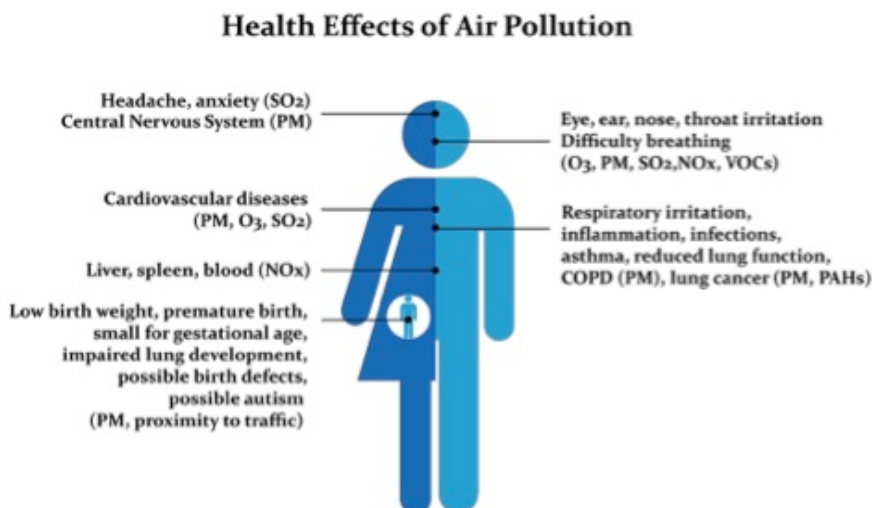 Health Effects of Air Pollution
Headache, anxiety (SO2)
Central Nervous System (PM)
Cardiovascular diseases
(PM, O3, SO2)
Liver, spleen, blood (NOx)
Low birth weight, premature birth,
small for gestational age,
impaired lung development,
possible birth defects,
possible autism
(PM, proximity to traffic)
Eye, ear, nose, throat irritation
Difficulty breathing
(O3, PM, SO2,NOx, VOCs)
Respiratory irritation,
inflammation, infections,
asthma, reduced lung function,
COPD (PM), lung cancer (PM, PAHs)